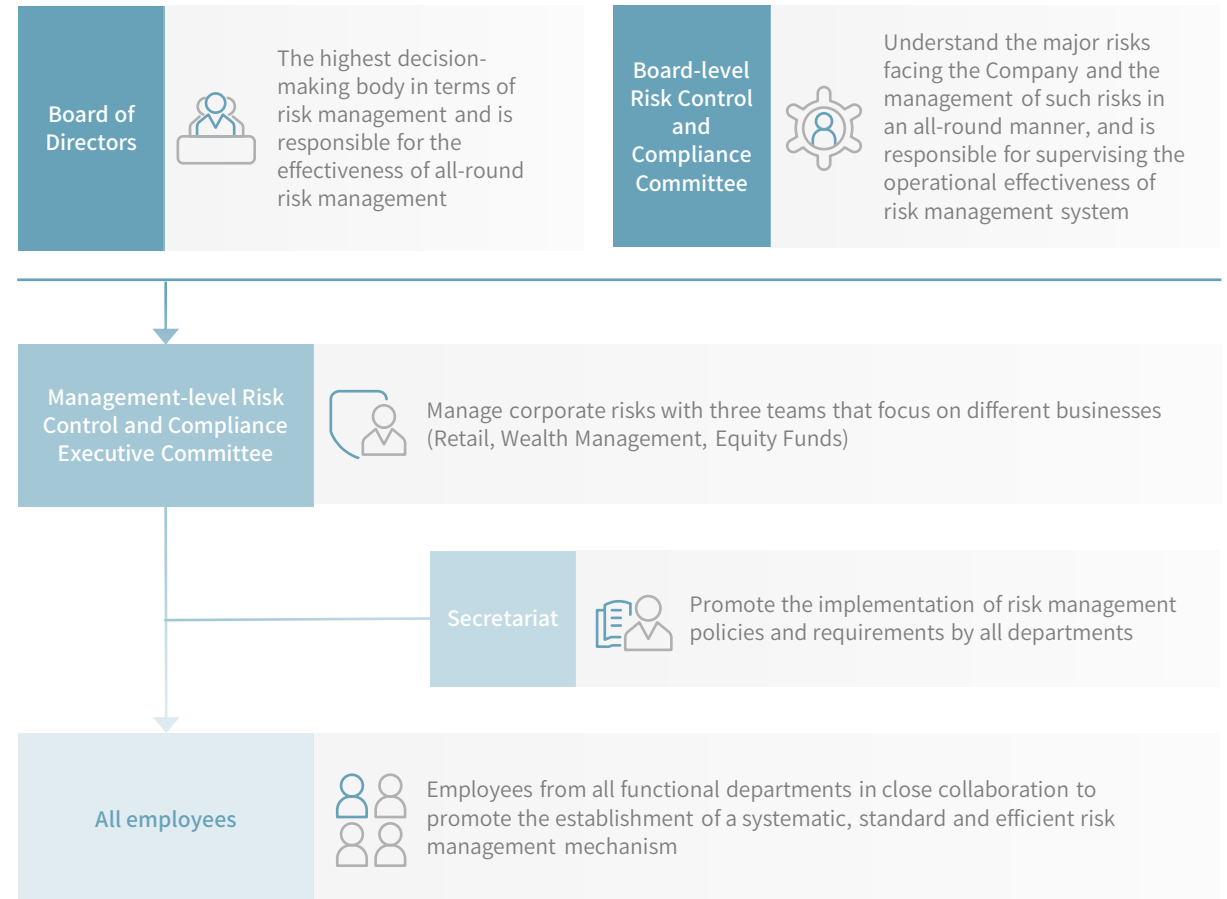 Board of
Directors
The highest decision-
making body in terms of
risk management and is
responsible for the
effectiveness of all-round
risk management
Board-level
Risk Control
and
Compliance
Committee
Understand the major risks
facing the Company and the
management of such risks in
an all-round manner, and is
responsible for supervising the
operational effectiveness of
risk management system
Management-level Risk
Control and Compliance
Executive Committee
Manage corporate risks with three teams that focus on different businesses
(Retail, Wealth Management, Equity Funds)
Secretariat
Promote the implementation of risk management
policies and requirements by all departments
All employees
Employees from all functional departments in close collaboration to
promote the establishment of a systematic, standard and efficient risk
management mechanism